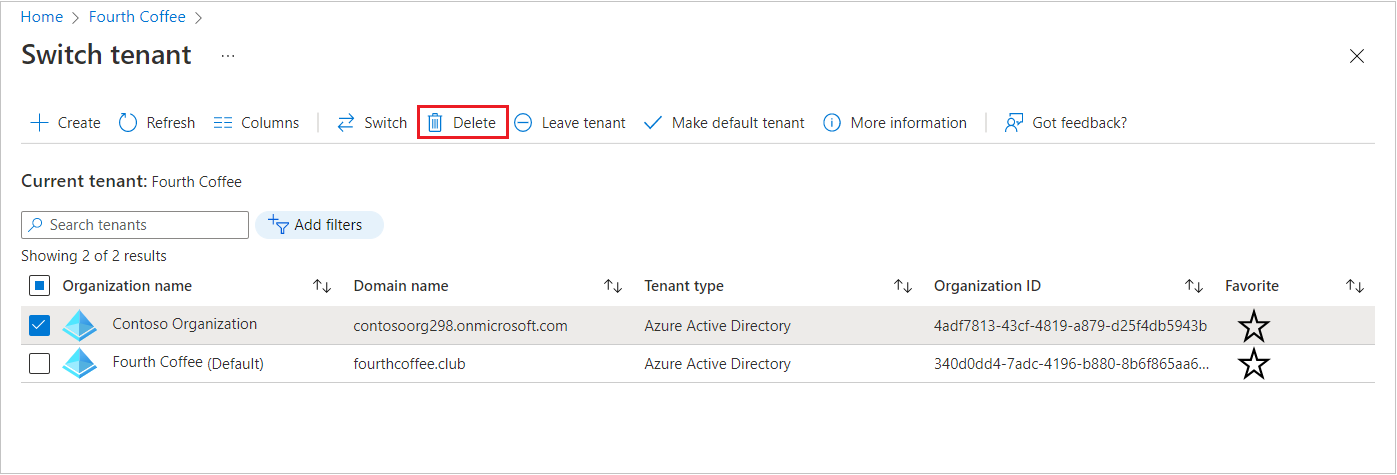 Home > Fourth Coffee >
Switch tenant ...
Create Refresh Columns Switch Delete Leave tenant Make default tenant More information Got feedback?
Current tenant: Fourth Coffee
Search tenants Add filters
Showing 2 of 2 results
Organization name Domain name Tenant type Organization ID Favorite
Contoso Organization contosoorg298.onmicrosoft.com Azure Active Directory 4adf7813-43cf-4819-a879-d25f4db5943b
Fourth Coffee (Default) fourthcoffee.club Azure Active Directory 340d0dd4-7adc-4196-b880-8b6f865aa6...